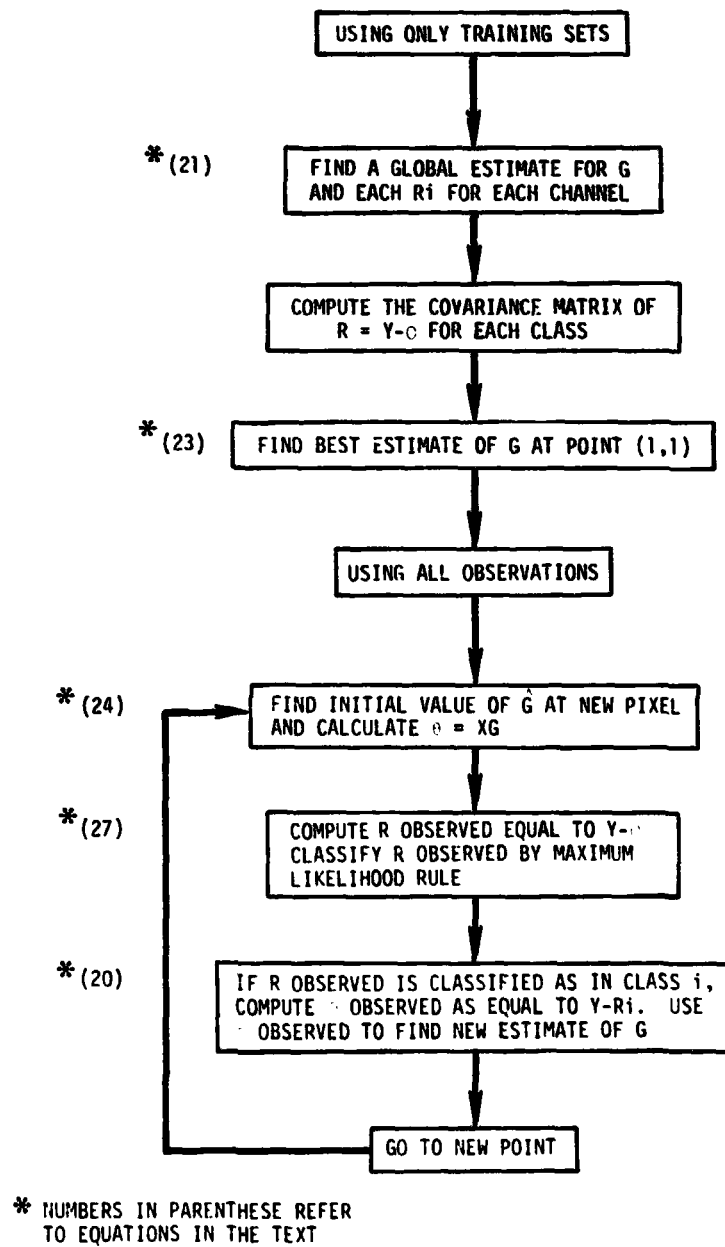 USING ONLY TRAINING SETS
*(21)
FIND A GLOBAL ESTIMATE FOR G
AND EACH Ri FOR EACH CHANNEL
COMPUTE THE COVARIANCE MATRIX OF
R = Y- FOR EACH CLASS
*(23)
FIND BEST ESTIMATE OF G AT POINT (1,1)
USING ALL OBSERVATIONS
*(24)
FIND INITIAL VALUE OF Ĝ AT NEW PIXEL
AND CALCULATE θ = XG
*(27)
COMPUTE R OBSERVED EQUAL TO Y-
CLASSIFY R OBSERVED BY MAXIMUM
LIKELIHOOD RULE
*(20)
IF R OBSERVED IS CLASSIFIED AS IN CLASS i,
COMPUTE OBSERVED AS EQUAL TO Y-Ri. USE
OBSERVED TO FIND NEW ESTIMATE OF G
GO TO NEW POINT
* NUMBERS IN PARENTHESE REFER
TO EQUATIONS IN THE TEXT